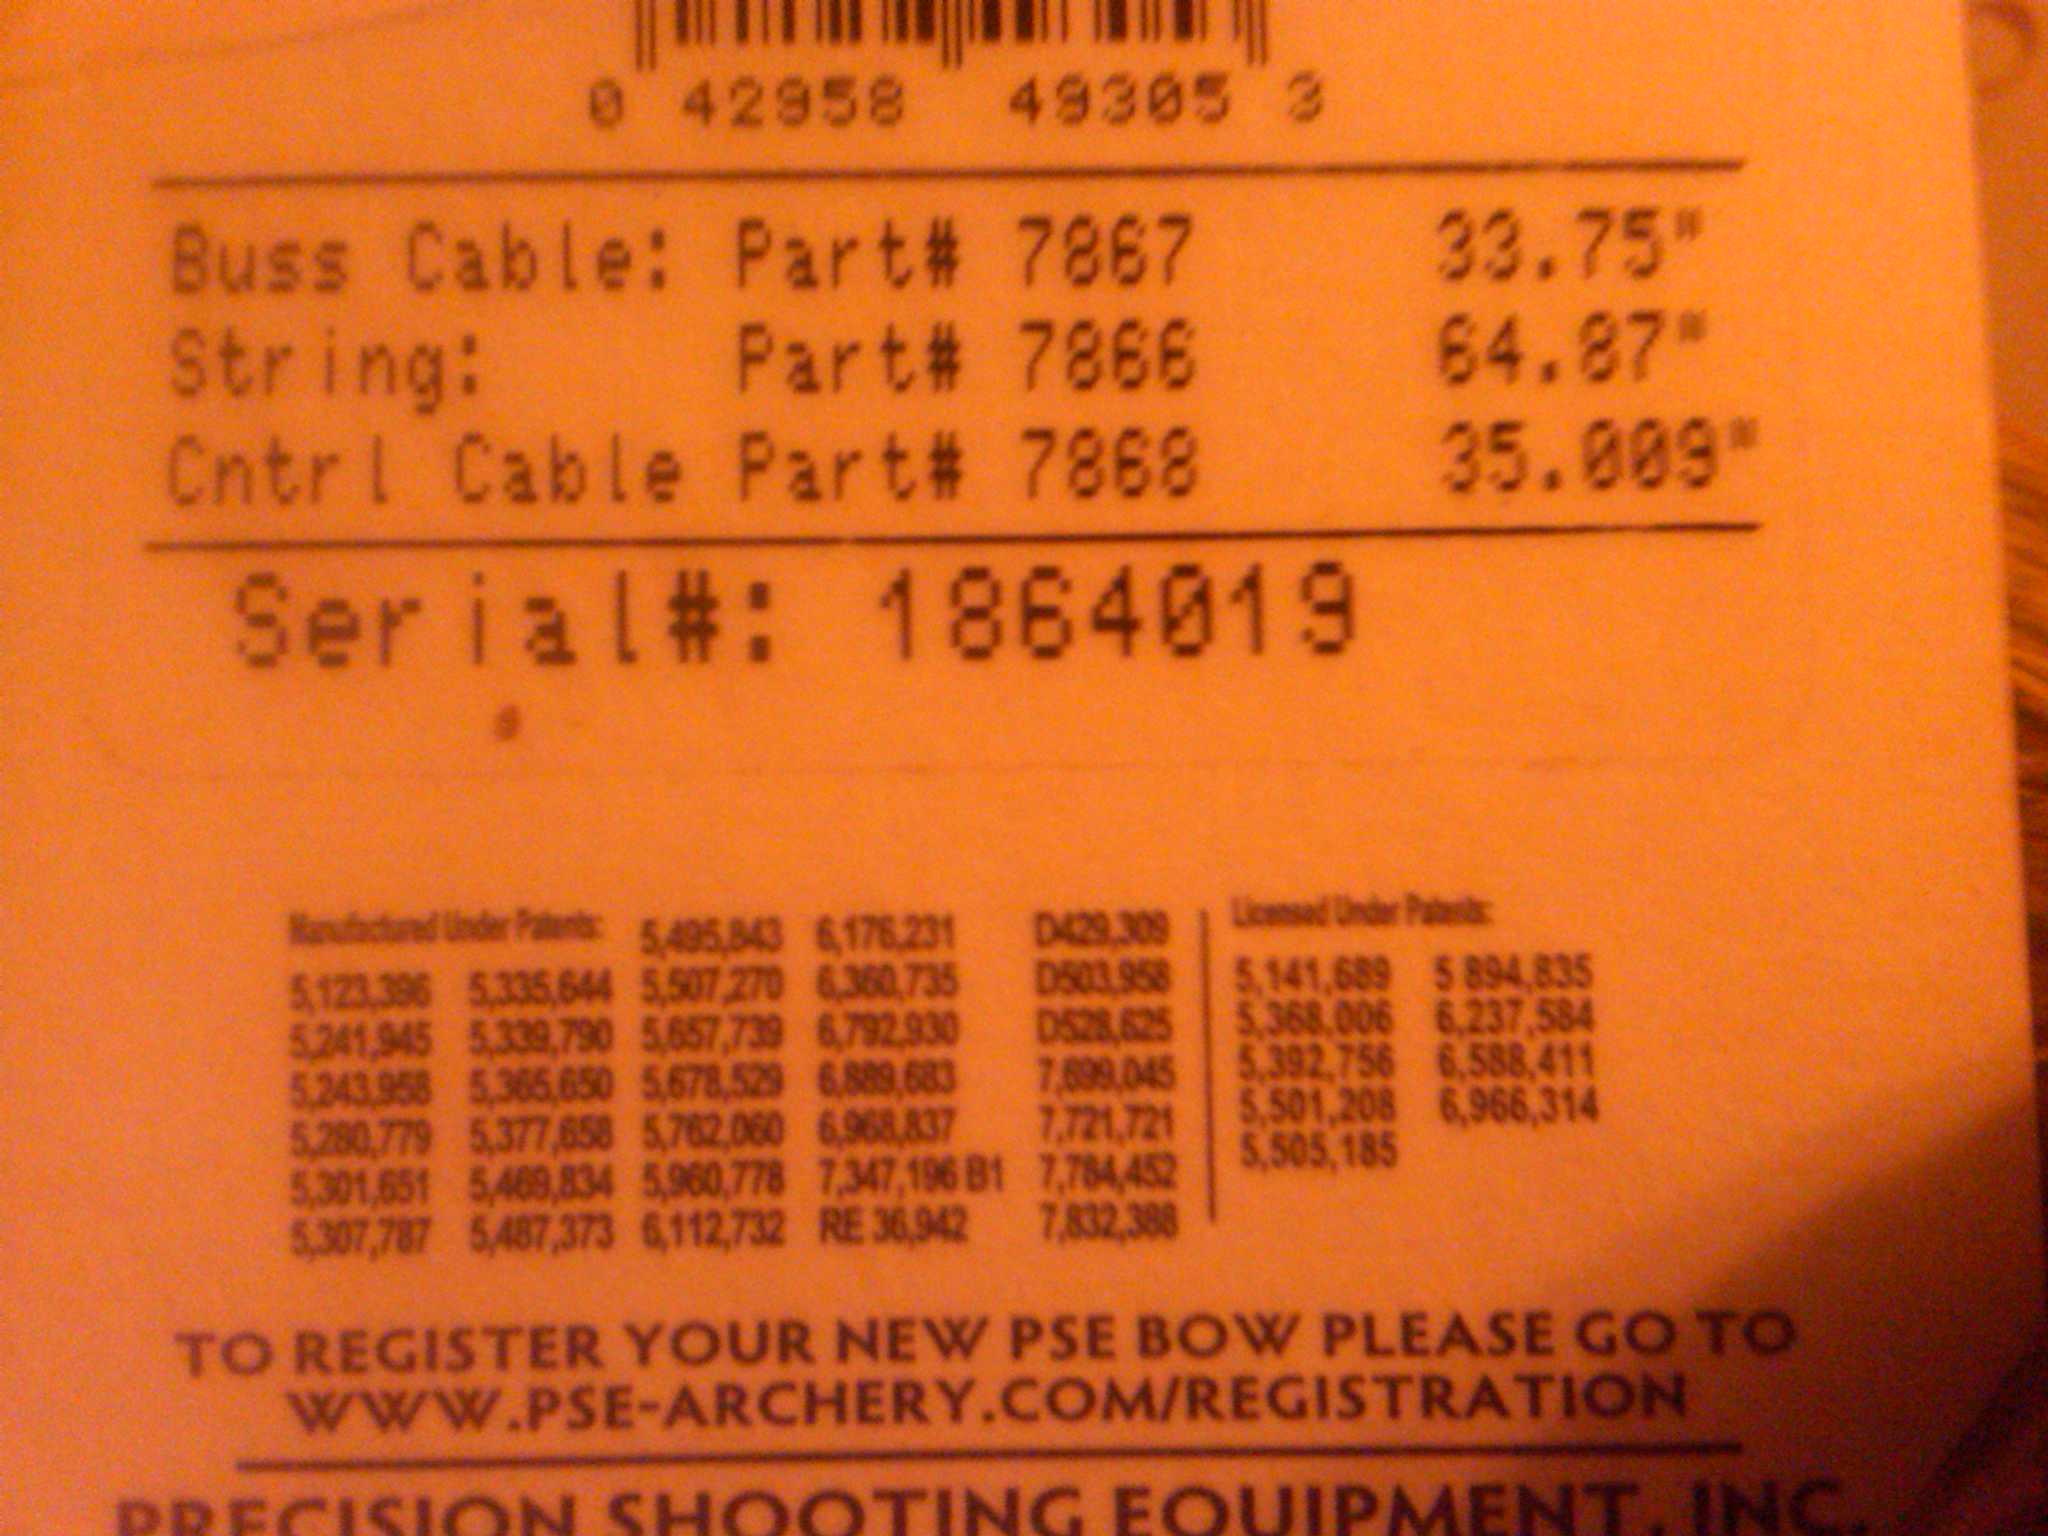 0 42958 49305 3
Buss Cable: Part# 7867 33.75"
String: Part# 7866 64.87"
Cntrl Cable Part# 7868 35.009"
Serial#: 1864019
Manufactured Under Patents: 5,495,843 6,176,231 D429,309
5,123,396 5,335,644 5,507,270 6,360,735 D503,958
5,241,945 5,339,790 5,657,739 6,792,930 D528,625
5,243,958 5,365,650 5,678,529 6,889,683 7,699,045
5,280,779 5,377,658 5,762,060 6,968,837 7,721,721
5,301,651 5,469,834 5,960,778 7,347,196 B1 7,784,452
5,307,787 5,487,373 6,112,732 RE 36,942 7,832,388
Licensed Under Patents:
5,141,689 5 894,835
5,368,006 6,237,584
5,392,756 6,588,411
5,501,208 6,966,314
5,505,185
TO REGISTER YOUR NEW PSE BOW PLEASE GO TO
WWW.PSE-ARCHERY.COM/REGISTRATION
PRECISION SHOOTING EQUIPMENT, INC.